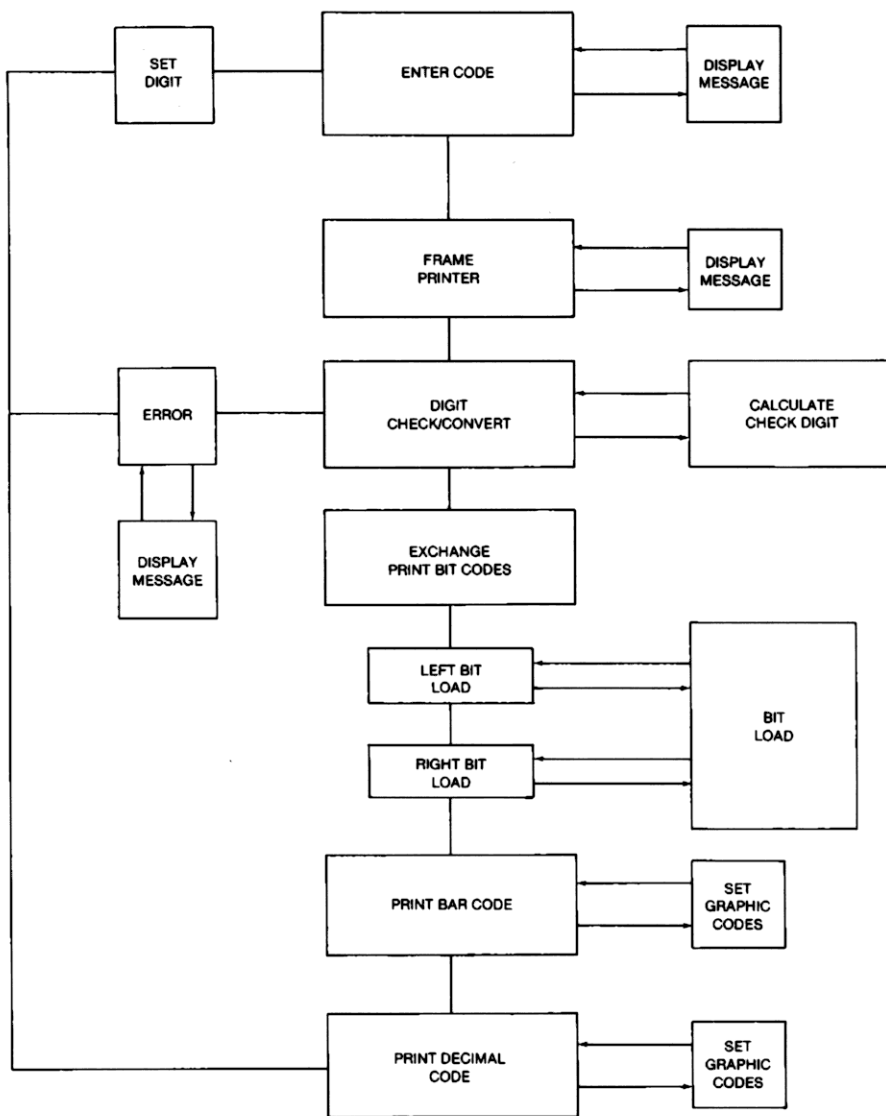 SET
DIGIT
ENTER CODE
DISPLAY
MESSAGE
FRAME
PRINTER
DISPLAY
MESSAGE
ERROR
DIGIT
CHECK/CONVERT
CALCULATE
CHECK DIGIT
DISPLAY
MESSAGE
EXCHANGE
PRINT BIT CODES
LEFT BIT
LOAD
BIT
LOAD
RIGHT BIT
LOAD
PRINT BAR CODE
SET
GRAPHIC
CODES
PRINT DECIMAL
CODE
SET
GRAPHIC
CODES